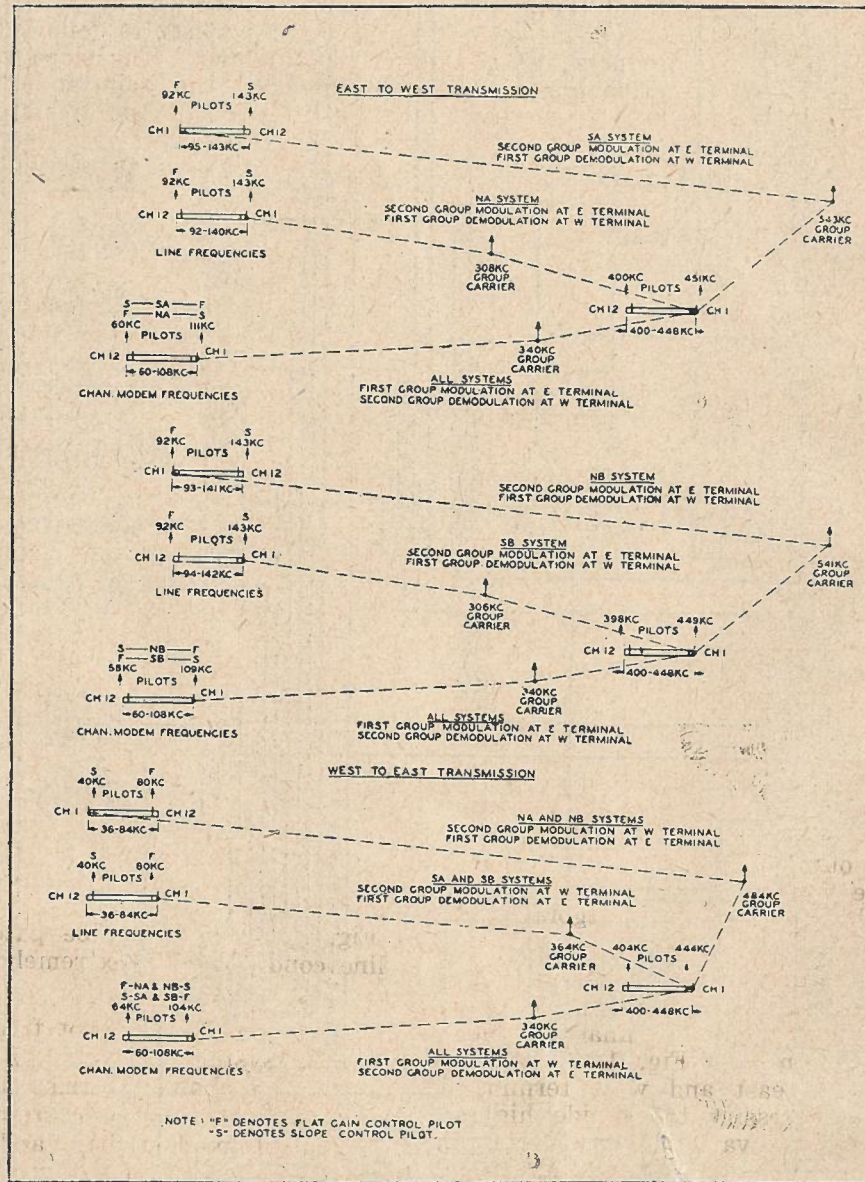 EAST TO WEST TRANSMISSION
F S
92KC 143KC
PILOTS
CH 1 CH 12
95-143KC
SA SYSTEM
SECOND GROUP MODULATION AT E TERMINAL
FIRST GROUP DEMODULATION AT W TERMINAL
543KC
GROUP
CARRIER
F S
92KC 143KC
PILOTS
CH 12 CH 1
92-140KC
LINE FREQUENCIES
NA SYSTEM
SECOND GROUP MODULATION AT E TERMINAL
FIRST GROUP DEMODULATION AT W TERMINAL
308KC
GROUP
CARRIER
400KC 451KC
PILOTS
CH 12 CH 1
400-448KC
S — SA — F
F — NA — S
60KC 111KC
PILOTS
CH 12 CH 1
60-108KC
CHAN. MODEM FREQUENCIES
340KC
GROUP
CARRIER
ALL SYSTEMS
FIRST GROUP MODULATION AT E TERMINAL
SECOND GROUP DEMODULATION AT W TERMINAL
F S
92KC 143KC
PILOTS
CH 1 CH 12
93-141KC
NB SYSTEM
SECOND GROUP MODULATION AT E TERMINAL
FIRST GROUP DEMODULATION AT W TERMINAL
541KC
GROUP
CARRIER
F S
92KC 143KC
PILOTS
CH 12 CH 1
94-142KC
LINE FREQUENCIES
SB SYSTEM
SECOND GROUP MODULATION AT E TERMINAL
FIRST GROUP DEMODULATION AT W TERMINAL
306KC
GROUP
CARRIER
398KC 449KC
PILOTS
CH 12 CH 1
400-448KC
S — NB — F
F — SB — S
58KC 109KC
PILOTS
CH 12 CH 1
60-108KC
CHAN. MODEM FREQUENCIES
340KC
GROUP
CARRIER
ALL SYSTEMS
FIRST GROUP MODULATION AT E TERMINAL
SECOND GROUP DEMODULATION AT W TERMINAL
WEST TO EAST TRANSMISSION
S F
40KC 80KC
PILOTS
CH 1 CH 12
36-84KC
NA AND NB SYSTEMS
SECOND GROUP MODULATION AT W TERMINAL
FIRST GROUP DEMODULATION AT E TERMINAL
484KC
GROUP
CARRIER
S F
40KC 80KC
PILOTS
CH 12 CH 1
36-84KC
LINE FREQUENCIES
SA AND SB SYSTEMS
SECOND GROUP MODULATION AT W TERMINAL
FIRST GROUP DEMODULATION AT E TERMINAL
364KC
GROUP
CARRIER
404KC 444KC
PILOTS
CH 12 CH 1
400-448KC
F-NA & NB-S
S-SA & SB-F
64KC 104KC
PILOTS
CH 12 CH 1
60-108KC
CHAN. MODEM FREQUENCIES
340KC
GROUP
CARRIER
ALL SYSTEMS
FIRST GROUP MODULATION AT W TERMINAL
SECOND GROUP DEMODULATION AT E TERMINAL
NOTE: "F" DENOTES FLAT GAIN CONTROL PILOT
"S" DENOTES SLOPE CONTROL PILOT.